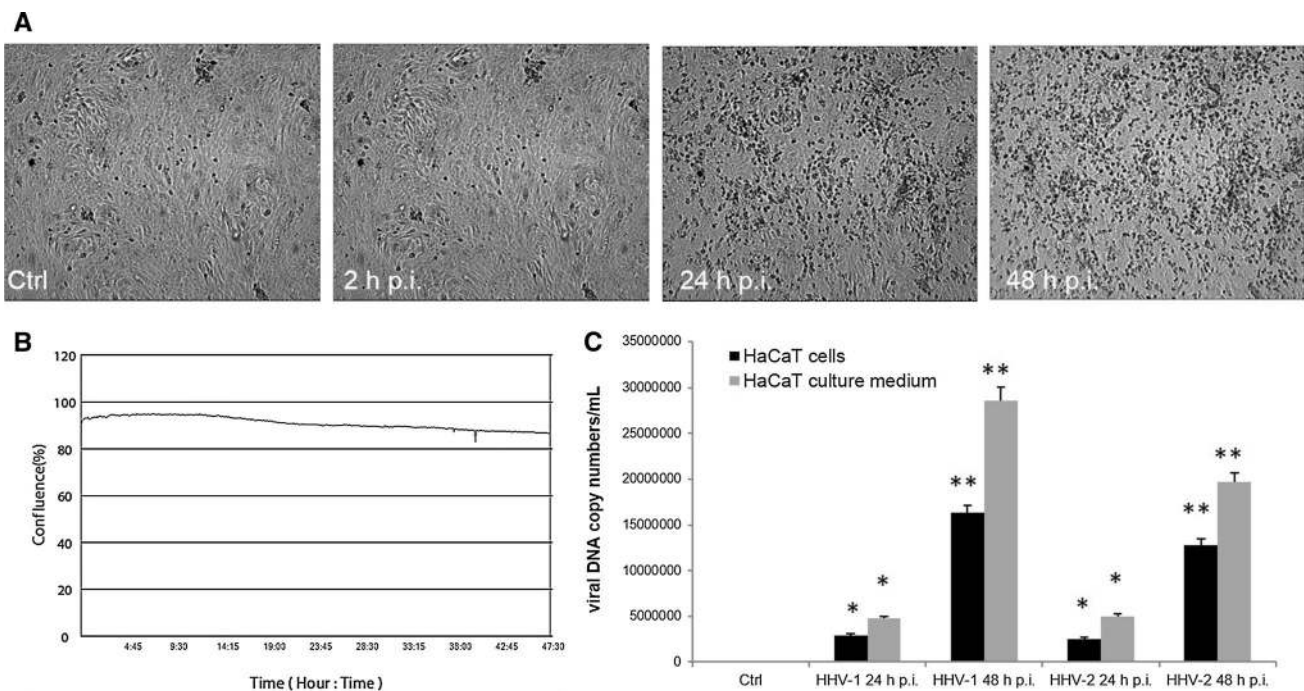 A
Ctrl
2 h p.i.
24 h p.i.
48 h p.i.
B
120
100
80
60
40
20
0
Confluence(%)
4:45 9:30 14:15 19:00 23:45 28:30 33:15 38:00 42:45 47:30
Time ( Hour : Time )
C
35000000
30000000
25000000
20000000
15000000
10000000
5000000
0
viral DNA copy numbers/mL
HaCaT cells
HaCaT culture medium
* *
** **
* *
** **
Ctrl HHV-1 24 h p.i. HHV-1 48 h p.i. HHV-2 24 h p.i. HHV-2 48 h p.i.